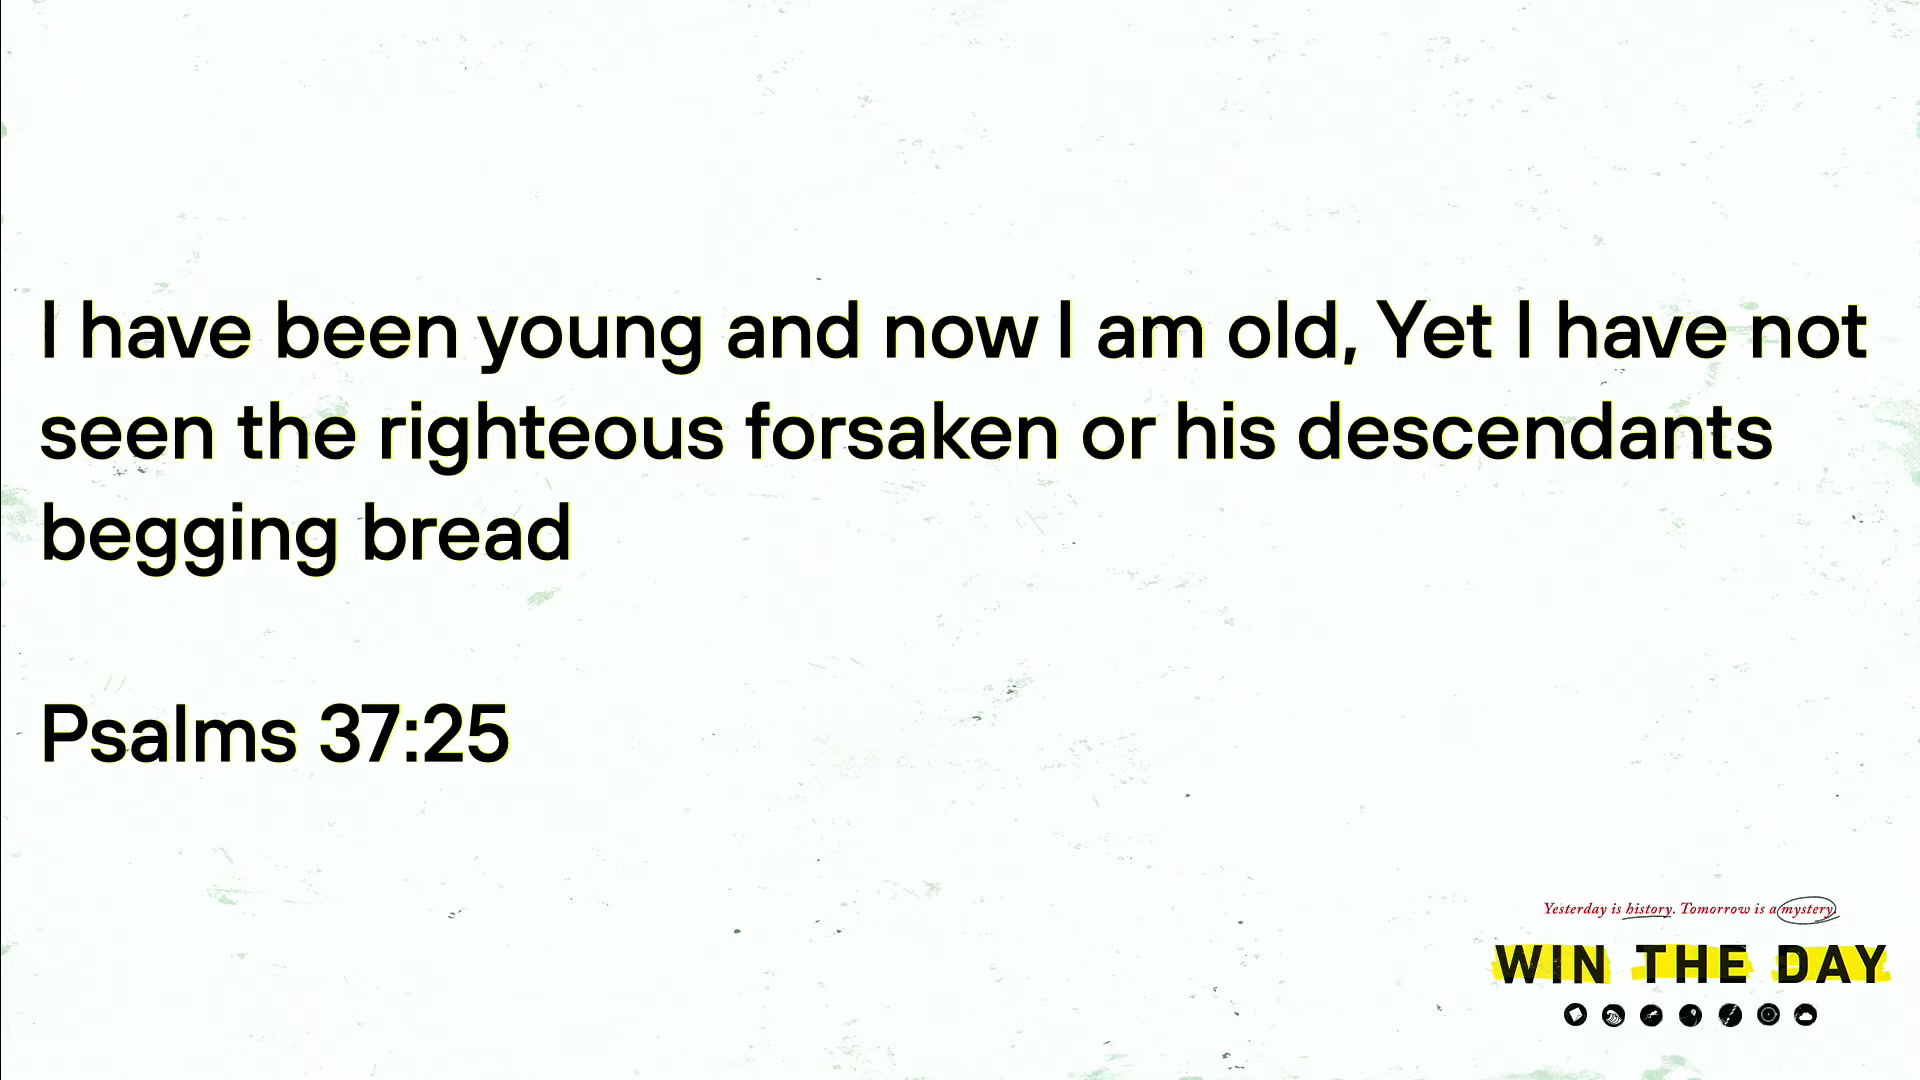 I have been young and now I am old, Yet I have not
seen the righteous forsaken or his descendants
begging bread
Psalms 37:25
Yesterday is history. Tomorrow is a mystery.
WIN THE DAY